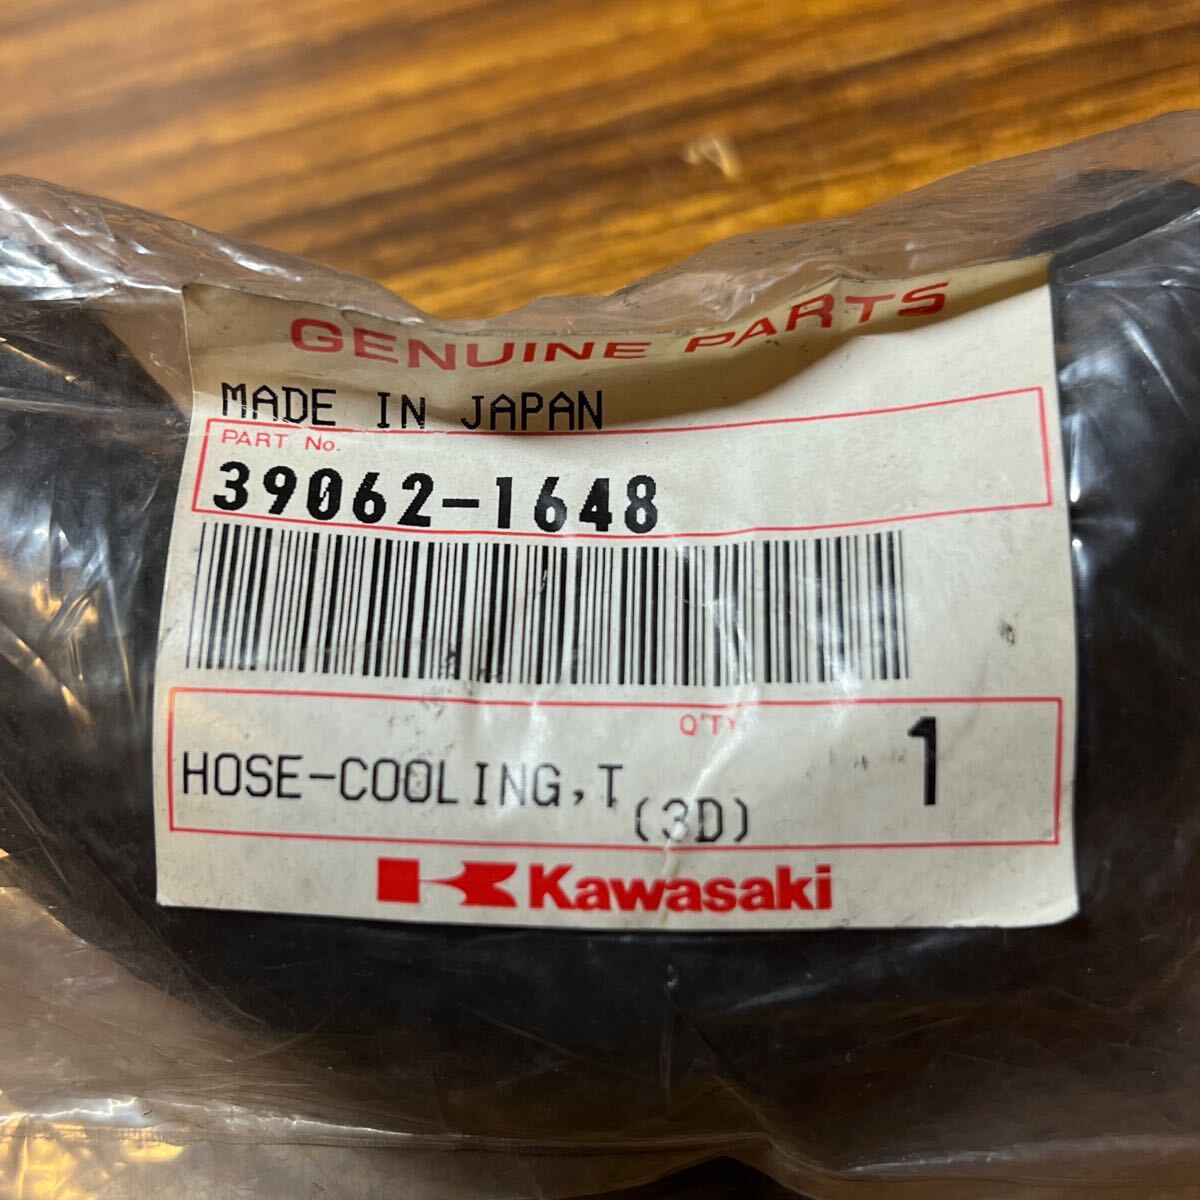 GENUINE PARTS
MADE IN JAPAN
PART No.
39062-1648
Q'TY
1
HOSE-COOLING,T
(3D)
Kawasaki